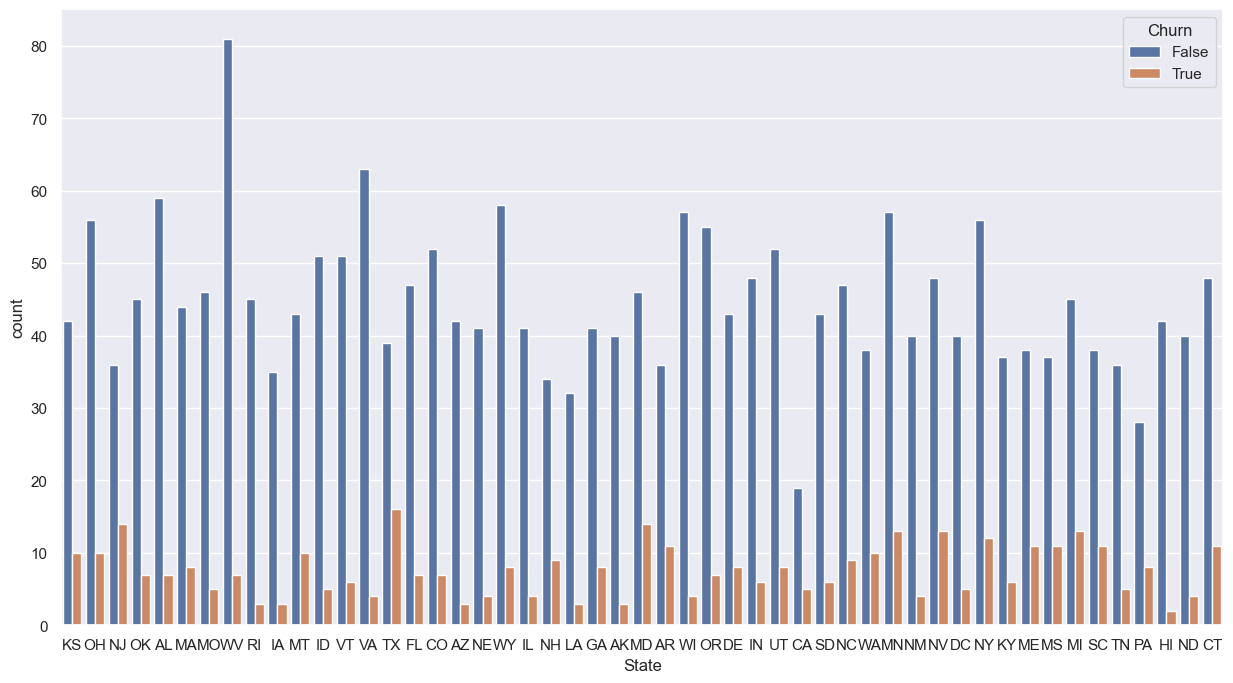 Churn
False
True
80
70
60
50
40
30
20
10
0
count
KS OH NJ OK AL MA MO WV RI IA MT ID VT VA TX FL CO AZ NE WY IL NH LA GA AK MD AR WI OR DE IN UT CA SD NC WA MN NM NV DC NY KY ME MS MI SC TN PA HI ND CT
State